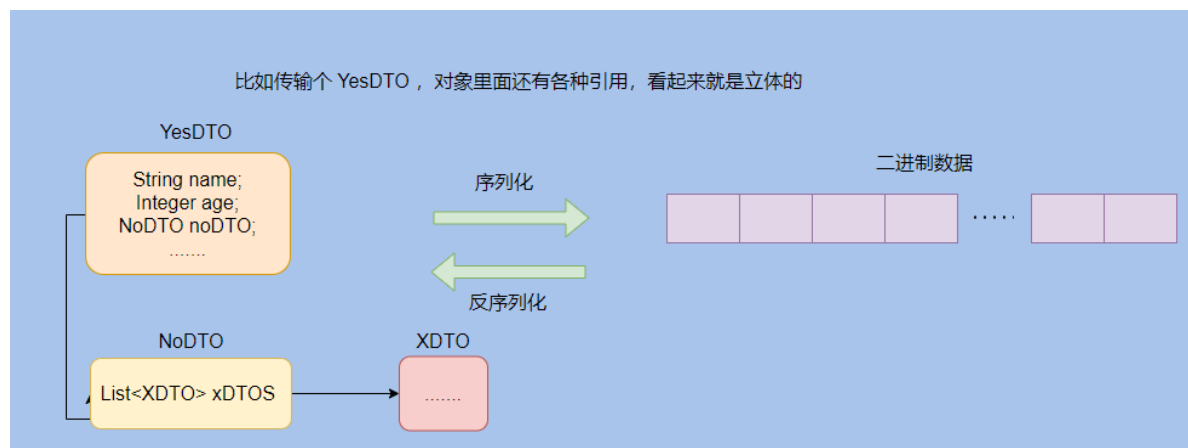 比如传输个 YesDTO ，对象里面还有各种引用，看起来就是立体的
YesDTO
String name;
Integer age;
NoDTO noDTO;
.......
序列化
反序列化
二进制数据
.....
NoDTO
List<XDTO> xDTOS
XDTO
.......